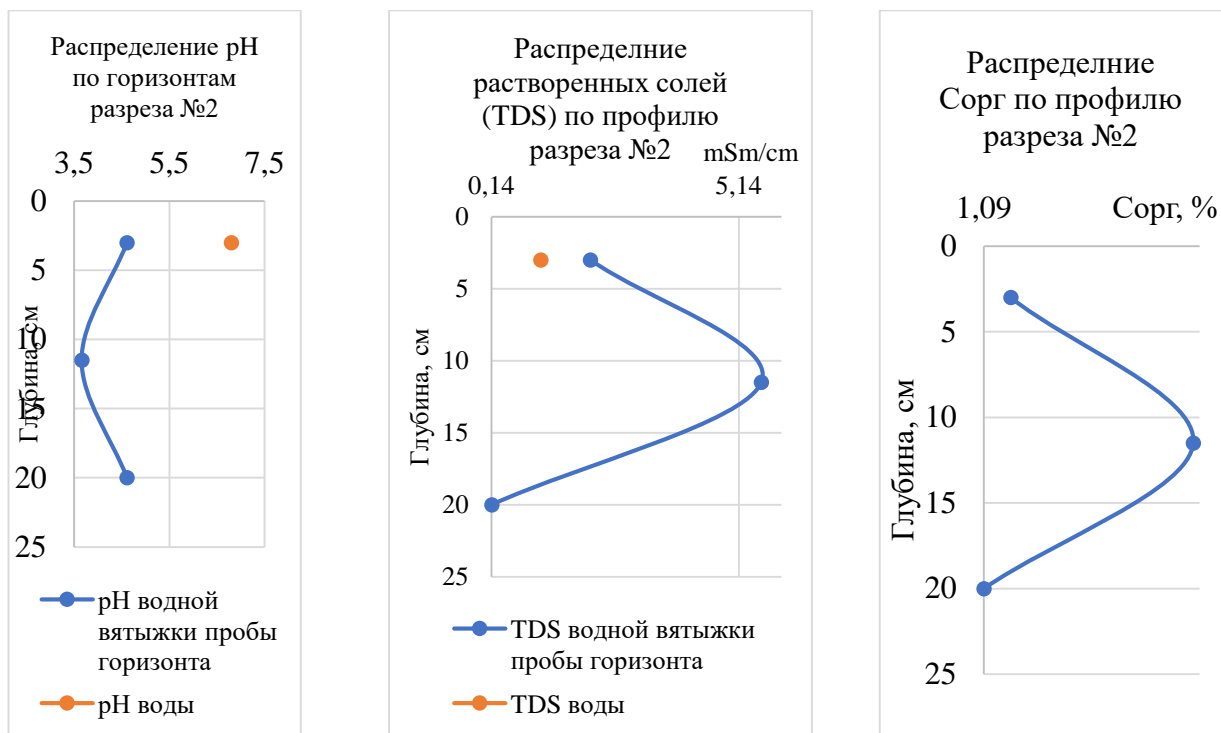 Распределение pH
по горизонтам
разреза №2
3,5
5,5
7,5
0
5
10
15
20
25
Глубина, см
pH водной
вятыжки пробы
горизонта
pH воды
Распределние
растворенных солей
(TDS) по профилю
разреза №2
mSm/cm
0,14
5,14
0
5
10
15
20
25
Глубина, см
TDS водной вятыжки
пробы горизонта
TDS воды
Распределние
Сорг по профилю
разреза №2
1,09
Сорг, %
0
5
10
15
20
25
Глубина, см